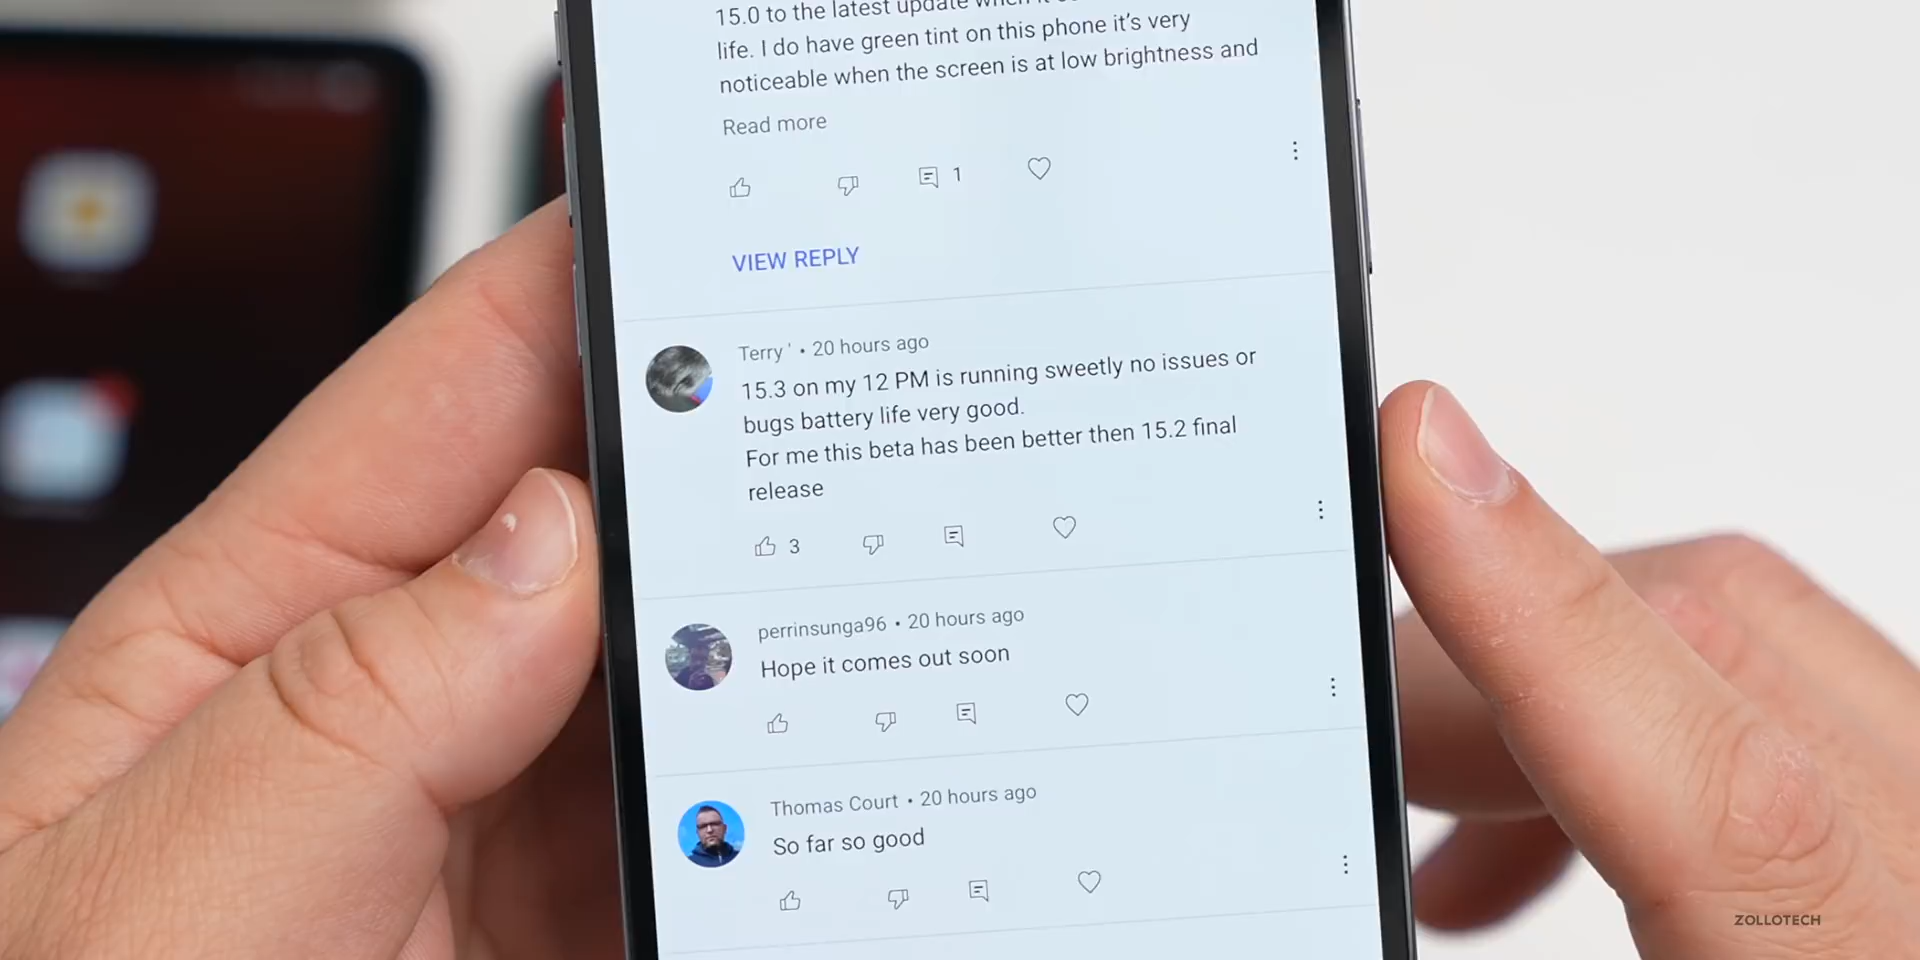 15.0 to the latest update when it
life. I do have green tint on this phone it's very
noticeable when the screen is at low brightness and
Read more
1
VIEW REPLY
Terry ' • 20 hours ago
15.3 on my 12 PM is running sweetly no issues or
bugs battery life very good.
For me this beta has been better then 15.2 final
release
3
perrinsunga96 • 20 hours ago
Hope it comes out soon
Thomas Court • 20 hours ago
So far so good
ZOLLOTECH